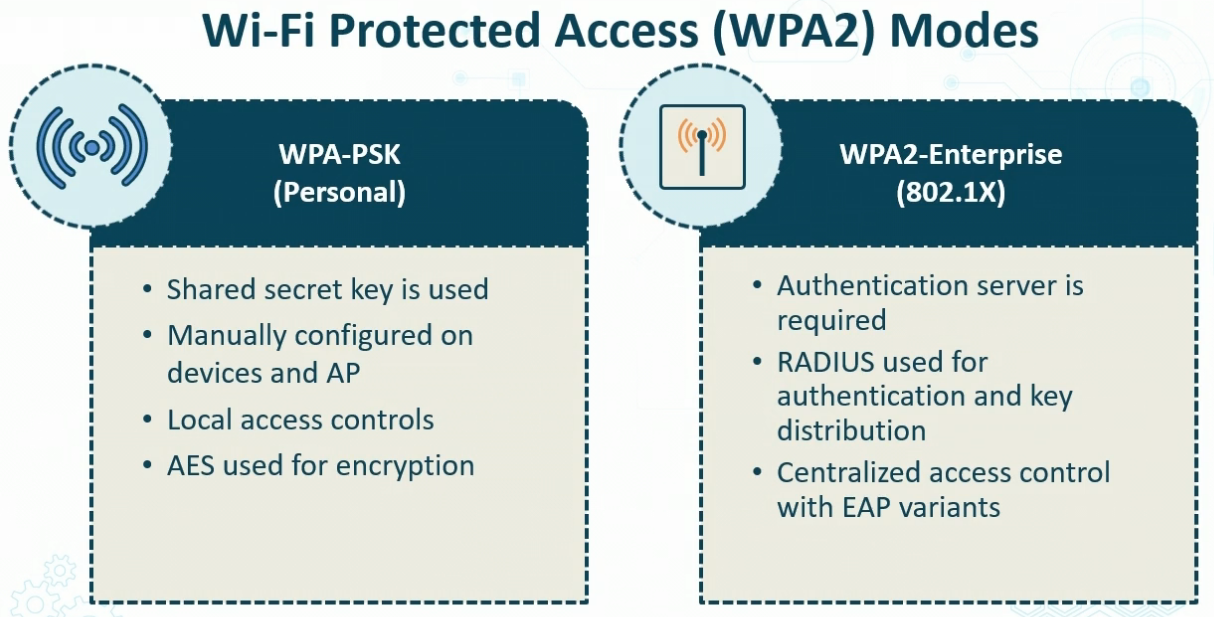 Wi-Fi Protected Access (WPA2) Modes
WPA-PSK
(Personal)
• Shared secret key is used
• Manually configured on
devices and AP
• Local access controls
• AES used for encryption
WPA2-Enterprise
(802.1X)
• Authentication server is
required
• RADIUS used for
authentication and key
distribution
• Centralized access control
with EAP variants